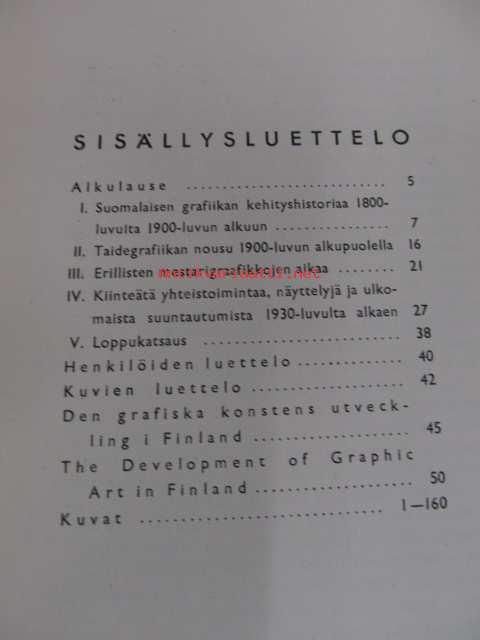 SISÄLLYSLUETTELO
Alkulause .......................... 5
I. Suomalaisen grafiikan kehityshistoriaa 1800-
luvulta 1900-luvun alkuun ................ 7
II. Taidegrafiikan nousu 1900-luvun alkupuolella 16
III. Erillisten mestarigraafikkojen aikaa ........ 21
IV. Kiinteätä yhteistoimintaa, näyttelyjä ja ulko-
maista suuntautumista 1930-luvulta alkaen 27
V. Loppukatsaus .......................... 38
Henkilöiden luettelo .............. 40
Kuvien luettelo .................... 42
Den grafiska konstens utveck-
ling i Finland .................... 45
The Development of Graphic
Art in Finland .................... 50
Kuvat ................................ 1—160